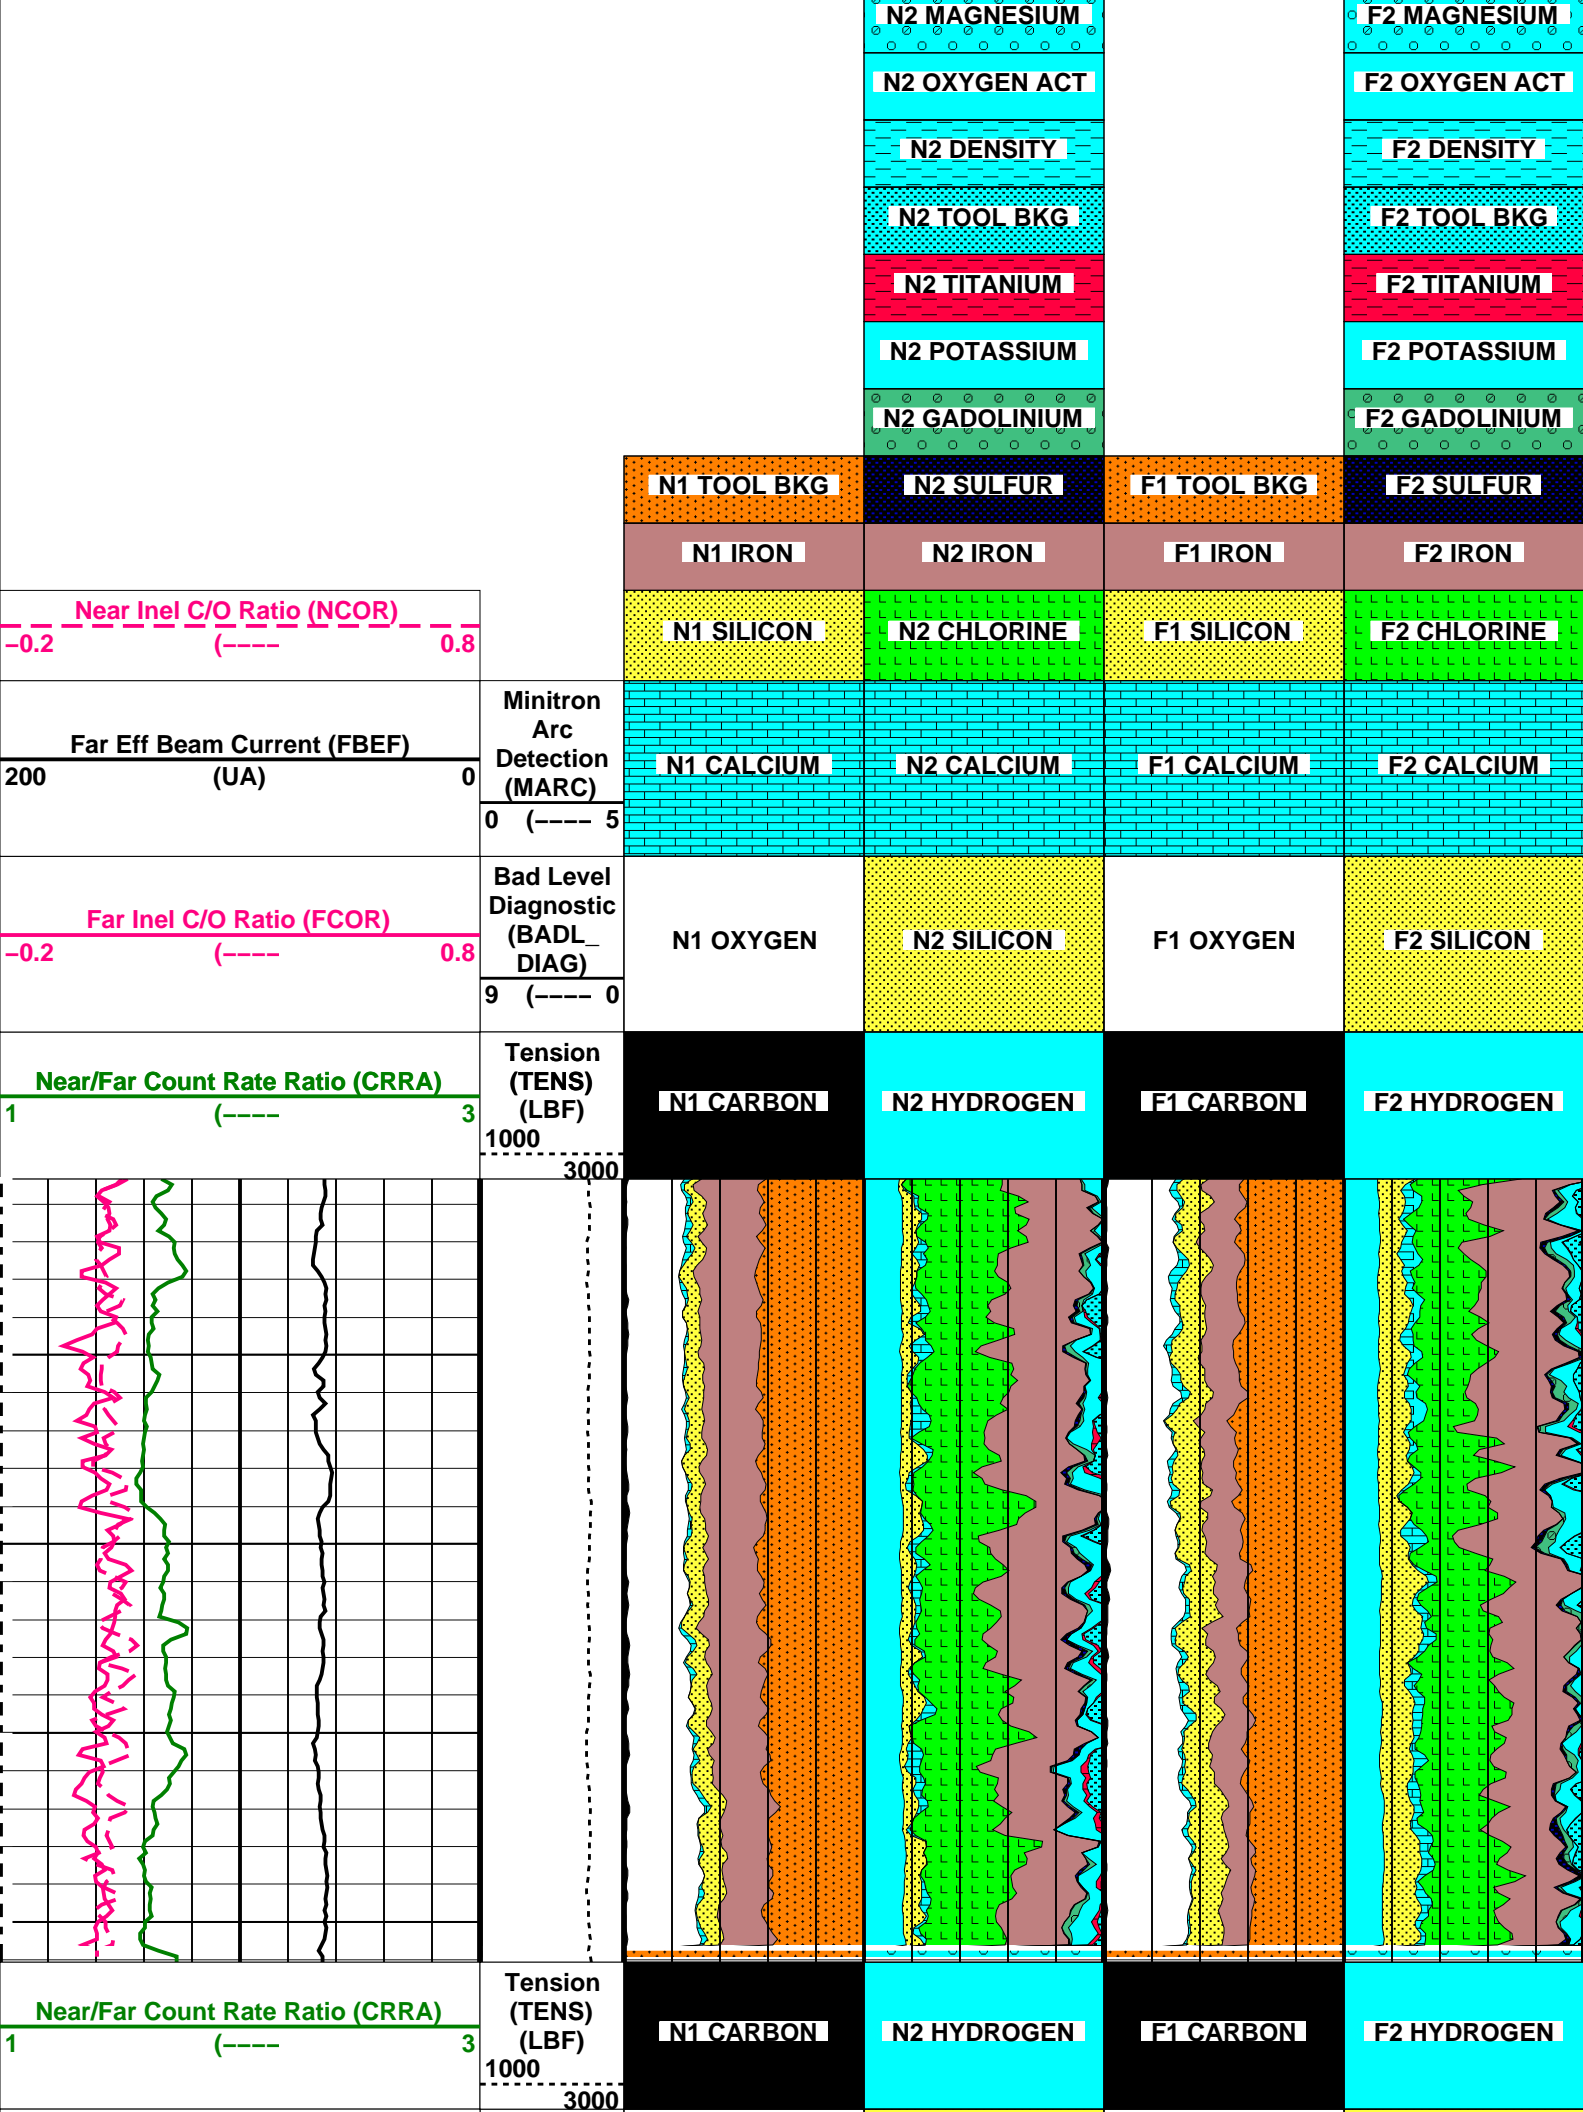 N2 MAGNESIUM F2 MAGNESIUM
N2 OXYGEN ACT F2 OXYGEN ACT
N2 DENSITY F2 DENSITY
N2 TOOL BKG F2 TOOL BKG
N2 TITANIUM F2 TITANIUM
N2 POTASSIUM F2 POTASSIUM
N2 GADOLINIUM F2 GADOLINIUM
N1 TOOL BKG N2 SULFUR F1 TOOL BKG F2 SULFUR
N1 IRON N2 IRON F1 IRON F2 IRON
Near Inel C/O Ratio (NCOR)
−0.2 (−−−− 0.8
N1 SILICON N2 CHLORINE F1 SILICON F2 CHLORINE
Far Eff Beam Current (FBEF)
200 (UA) 0
Minitron
Arc
Detection
(MARC)
0 (−−−− 5
N1 CALCIUM N2 CALCIUM F1 CALCIUM F2 CALCIUM
Far Inel C/O Ratio (FCOR)
−0.2 (−−−− 0.8
Bad Level
Diagnostic
(BADL_
DIAG)
9 (−−−− 0
N1 OXYGEN N2 SILICON F1 OXYGEN F2 SILICON
Near/Far Count Rate Ratio (CRRA)
1 (−−−− 3
Tension
(TENS)
(LBF)
1000
3000
N1 CARBON N2 HYDROGEN F1 CARBON F2 HYDROGEN
Near/Far Count Rate Ratio (CRRA)
1 (−−−− 3
Tension
(TENS)
(LBF)
1000
3000
N1 CARBON N2 HYDROGEN F1 CARBON F2 HYDROGEN